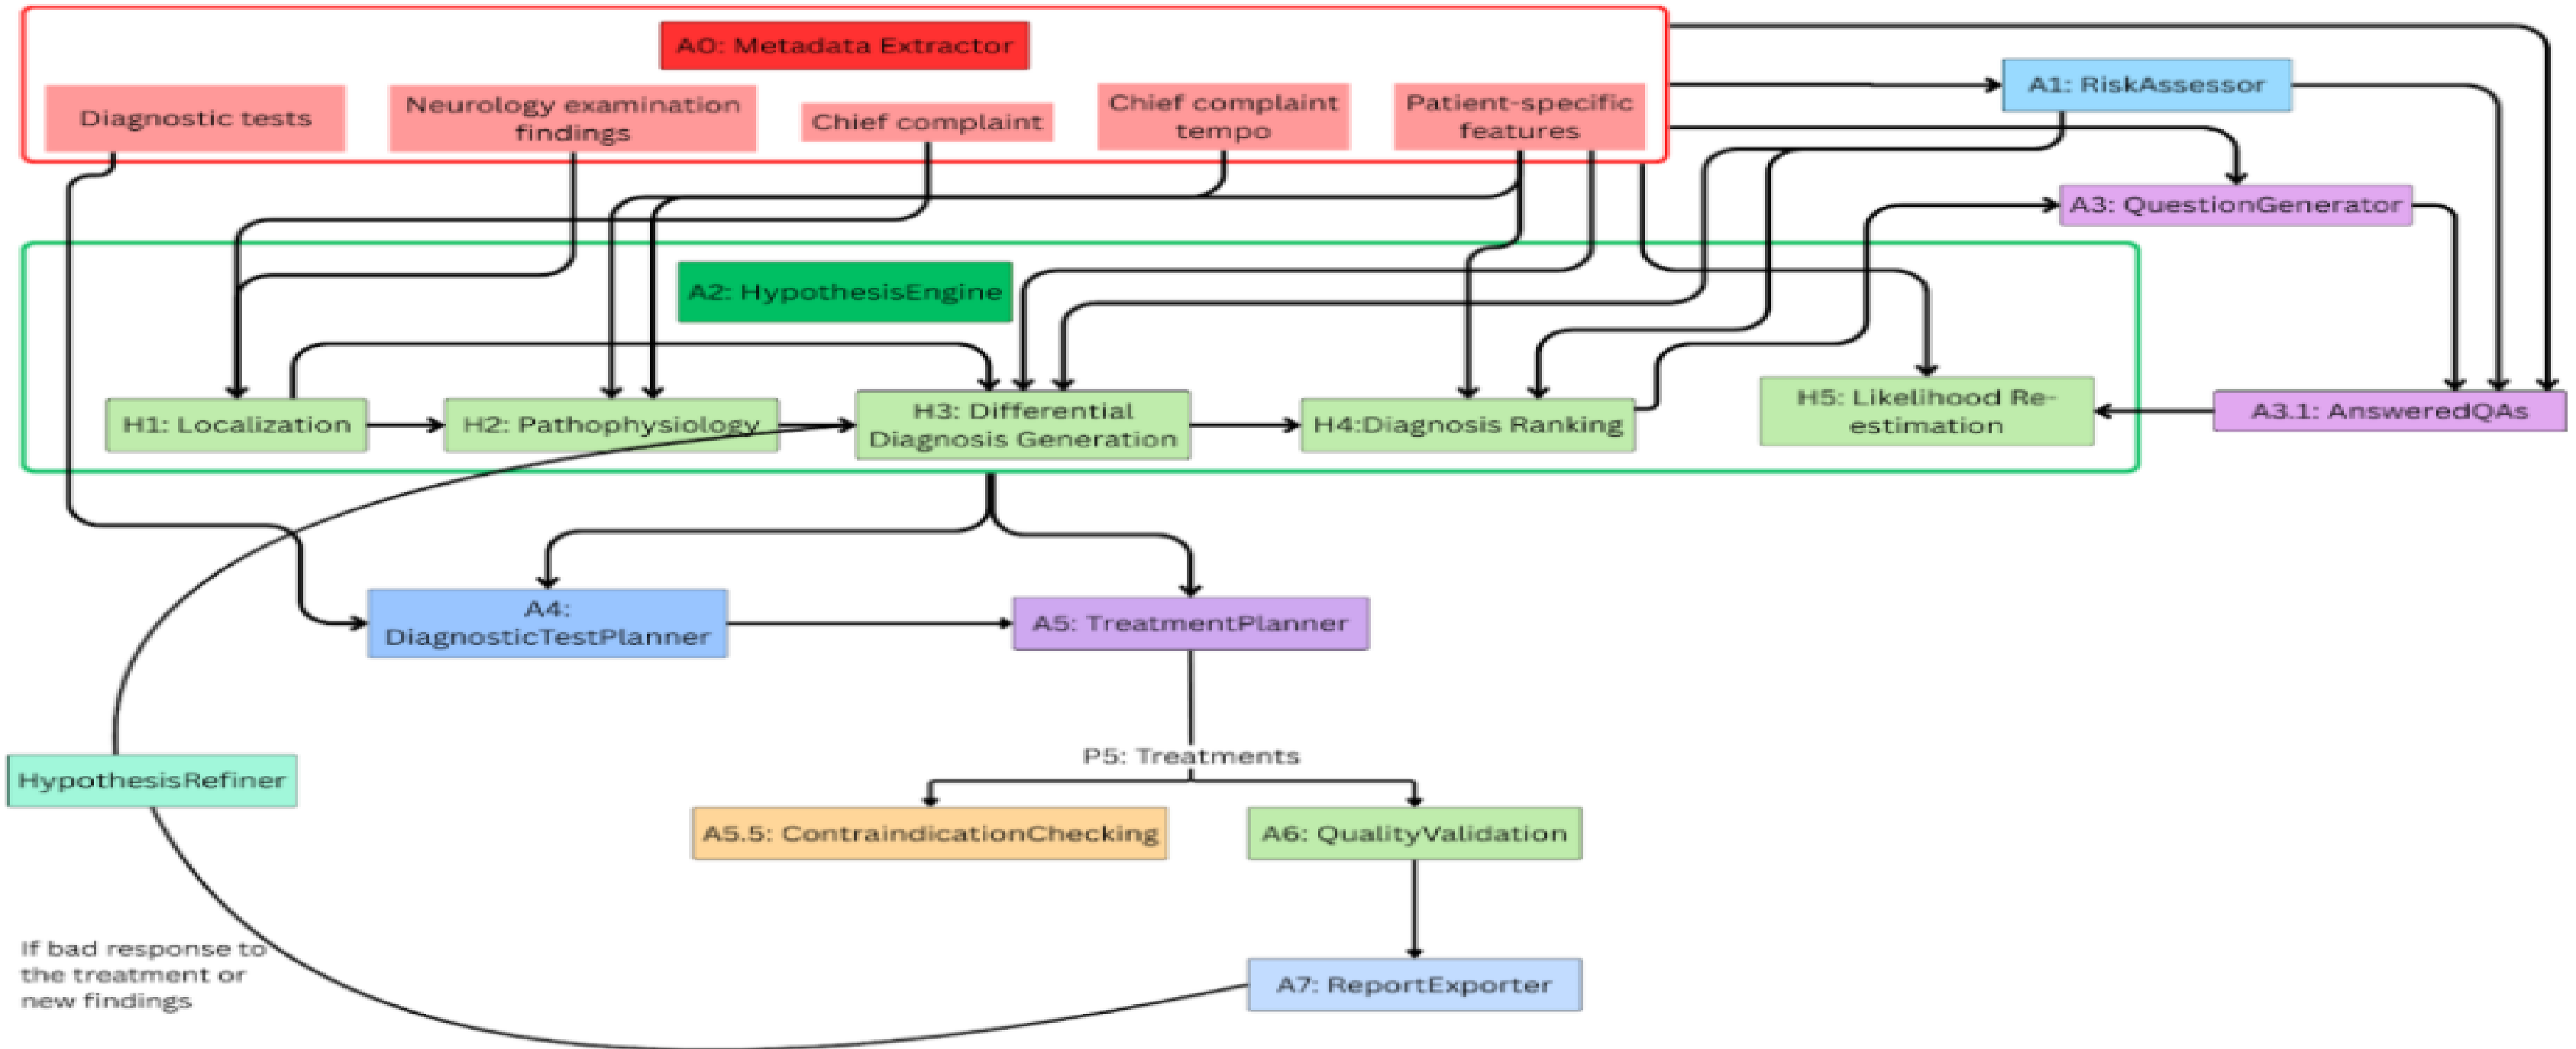 A0: Metadata Extractor
Diagnostic tests
Neurology examination
findings
Chief complaint
Chief complaint
tempo
Patient-specific
features
A1: RiskAssessor
A3: QuestionGenerator
A2: HypothesisEngine
H1: Localization
H2: Pathophysiology
H3: Differential
Diagnosis Generation
H4:Diagnosis Ranking
H5: Likelihood Re-
estimation
A3.1: AnsweredQAs
A4:
DiagnosticTestPlanner
A5: TreatmentPlanner
P5: Treatments
HypothesisRefiner
A5.5: ContraindicationChecking
A6: QualityValidation
If bad response to
the treatment or
new findings
A7: ReportExporter